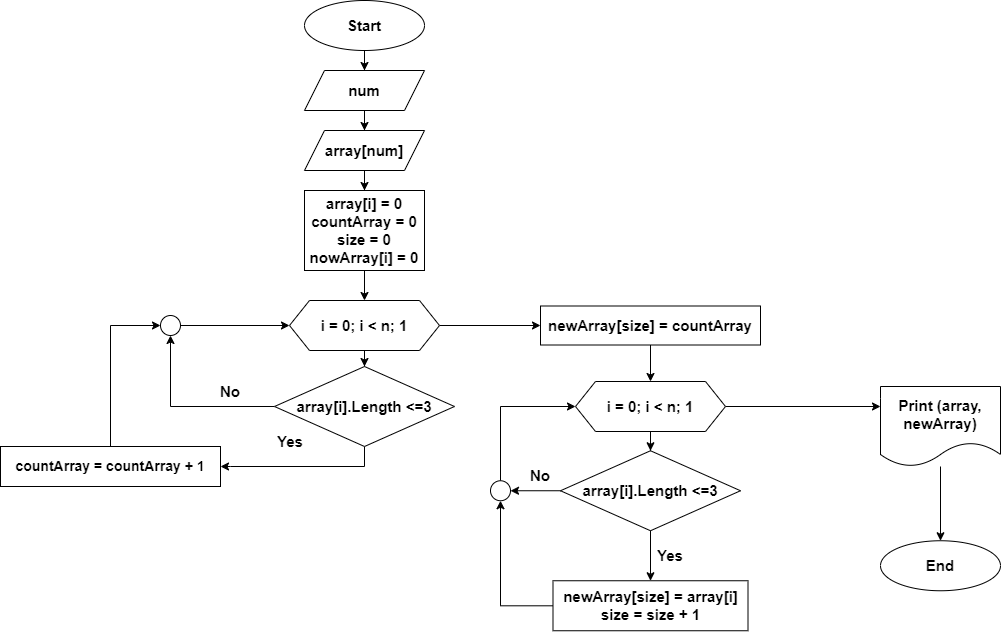 Start
num
array[num]
array[i] = 0
countArray = 0
size = 0
nowArray[i] = 0
i = 0; i < n; 1
newArray[size] = countArray
No
array[i].Length <=3
Yes
countArray = countArray + 1
i = 0; i < n; 1
Print (array,
newArray)
No
array[i].Length <=3
Yes
newArray[size] = array[i]
size = size + 1
End